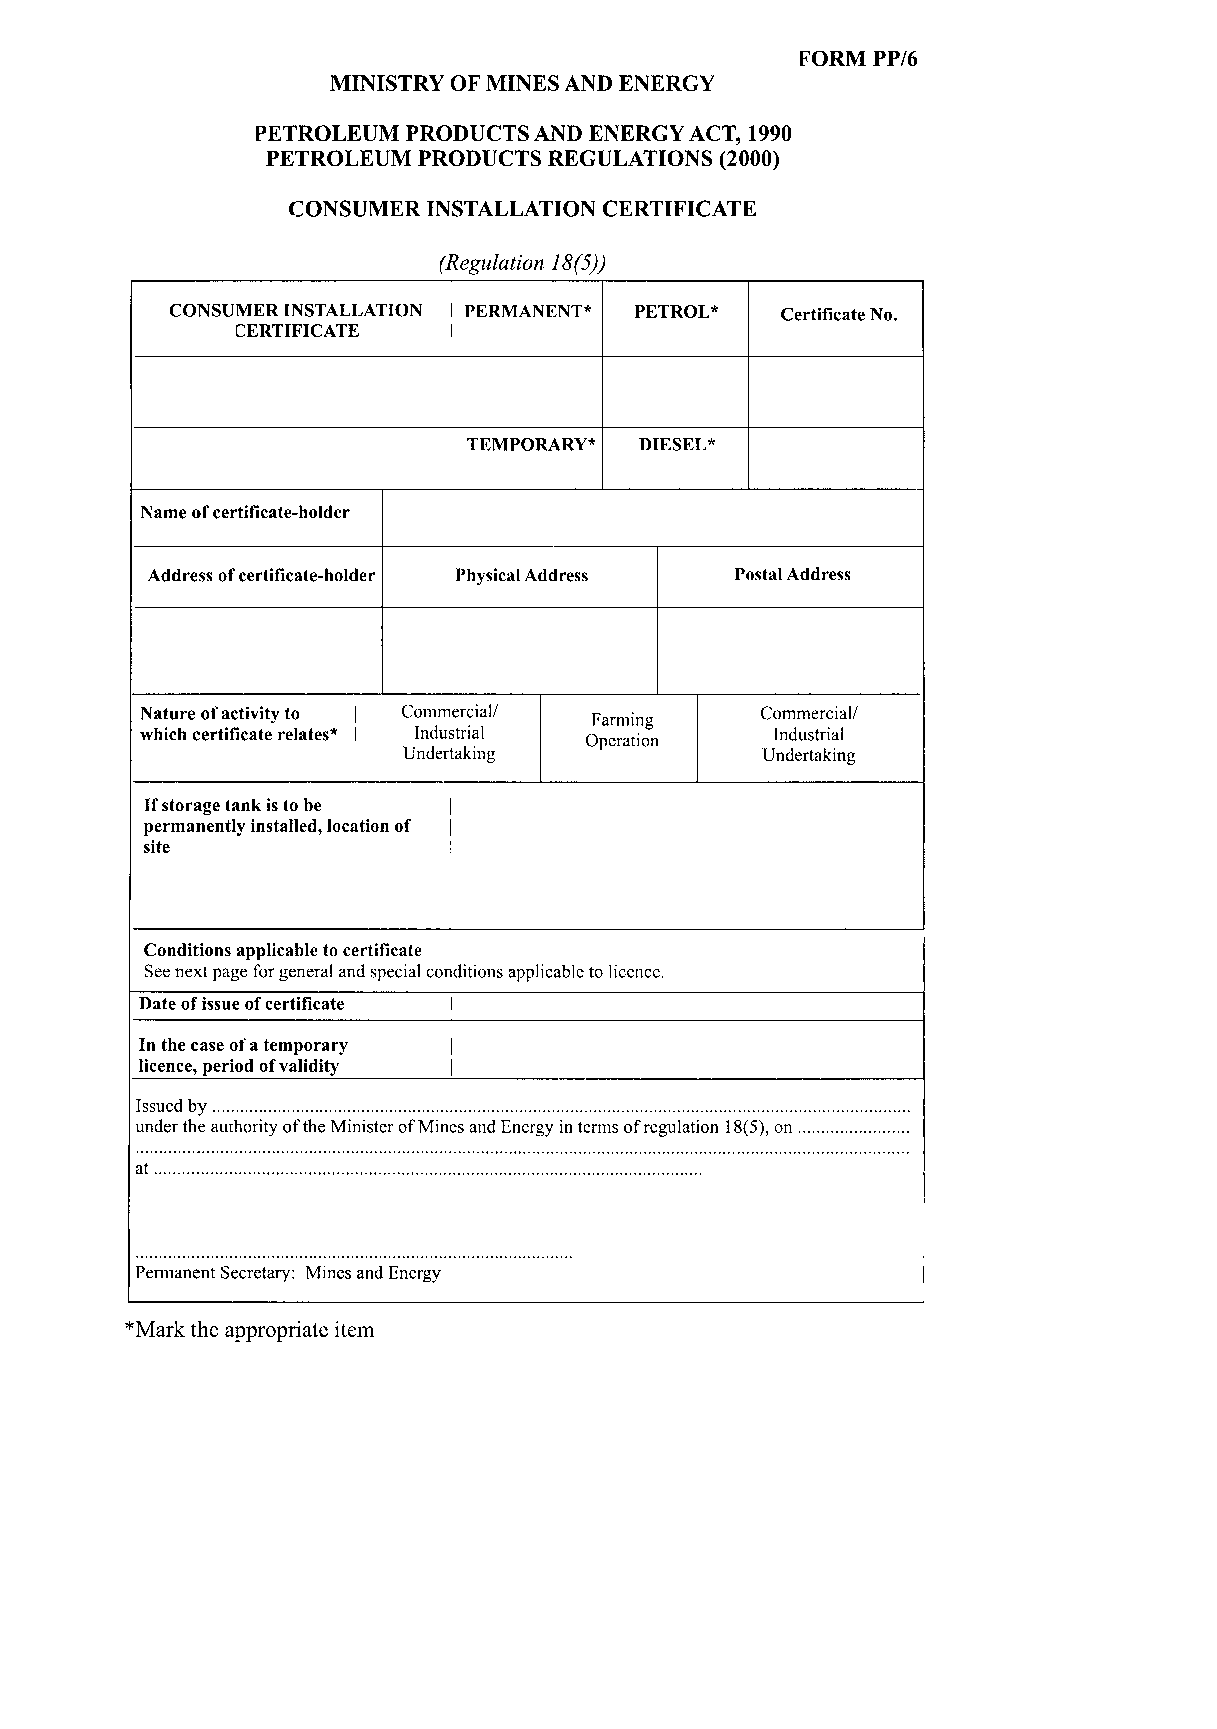 FORM PP/6
MINISTRY OF MINES AND ENERGY
PETROLEUM PRODUCTS AND ENERGY ACT, 1990
PETROLEUM PRODUCTS REGULATIONS (2000)
CONSUMER INSTALLATION CERTIFICATE
(Regulation 18(5))
CONSUMER INSTALLATION PERMANENT* PETROL* Certificate No.
CERTIFICATE
TEMPORARY* DIESEL*
Name of certificate-holder
Address of certificate-holder Physical Address Postal Address
Nature of activity to
which certificate relates*
Commercial/
Industrial
Undertaking
Farming
Operation
Commercial/
Industrial
Undertaking
If storage tank is to be
permanently installed, location of
site
Conditions applicable to certificate
See next page for general and special conditions applicable to licence.
Date of issue of certificate
In the case of a temporary
licence, period of validity
Issued by ....................
under the authority of the Minister of Mines and Energy in terms of regulation 18(5), on ....................
....................
at ....................
....................
Permanent Secretary: Mines and Energy
*Mark the appropriate item